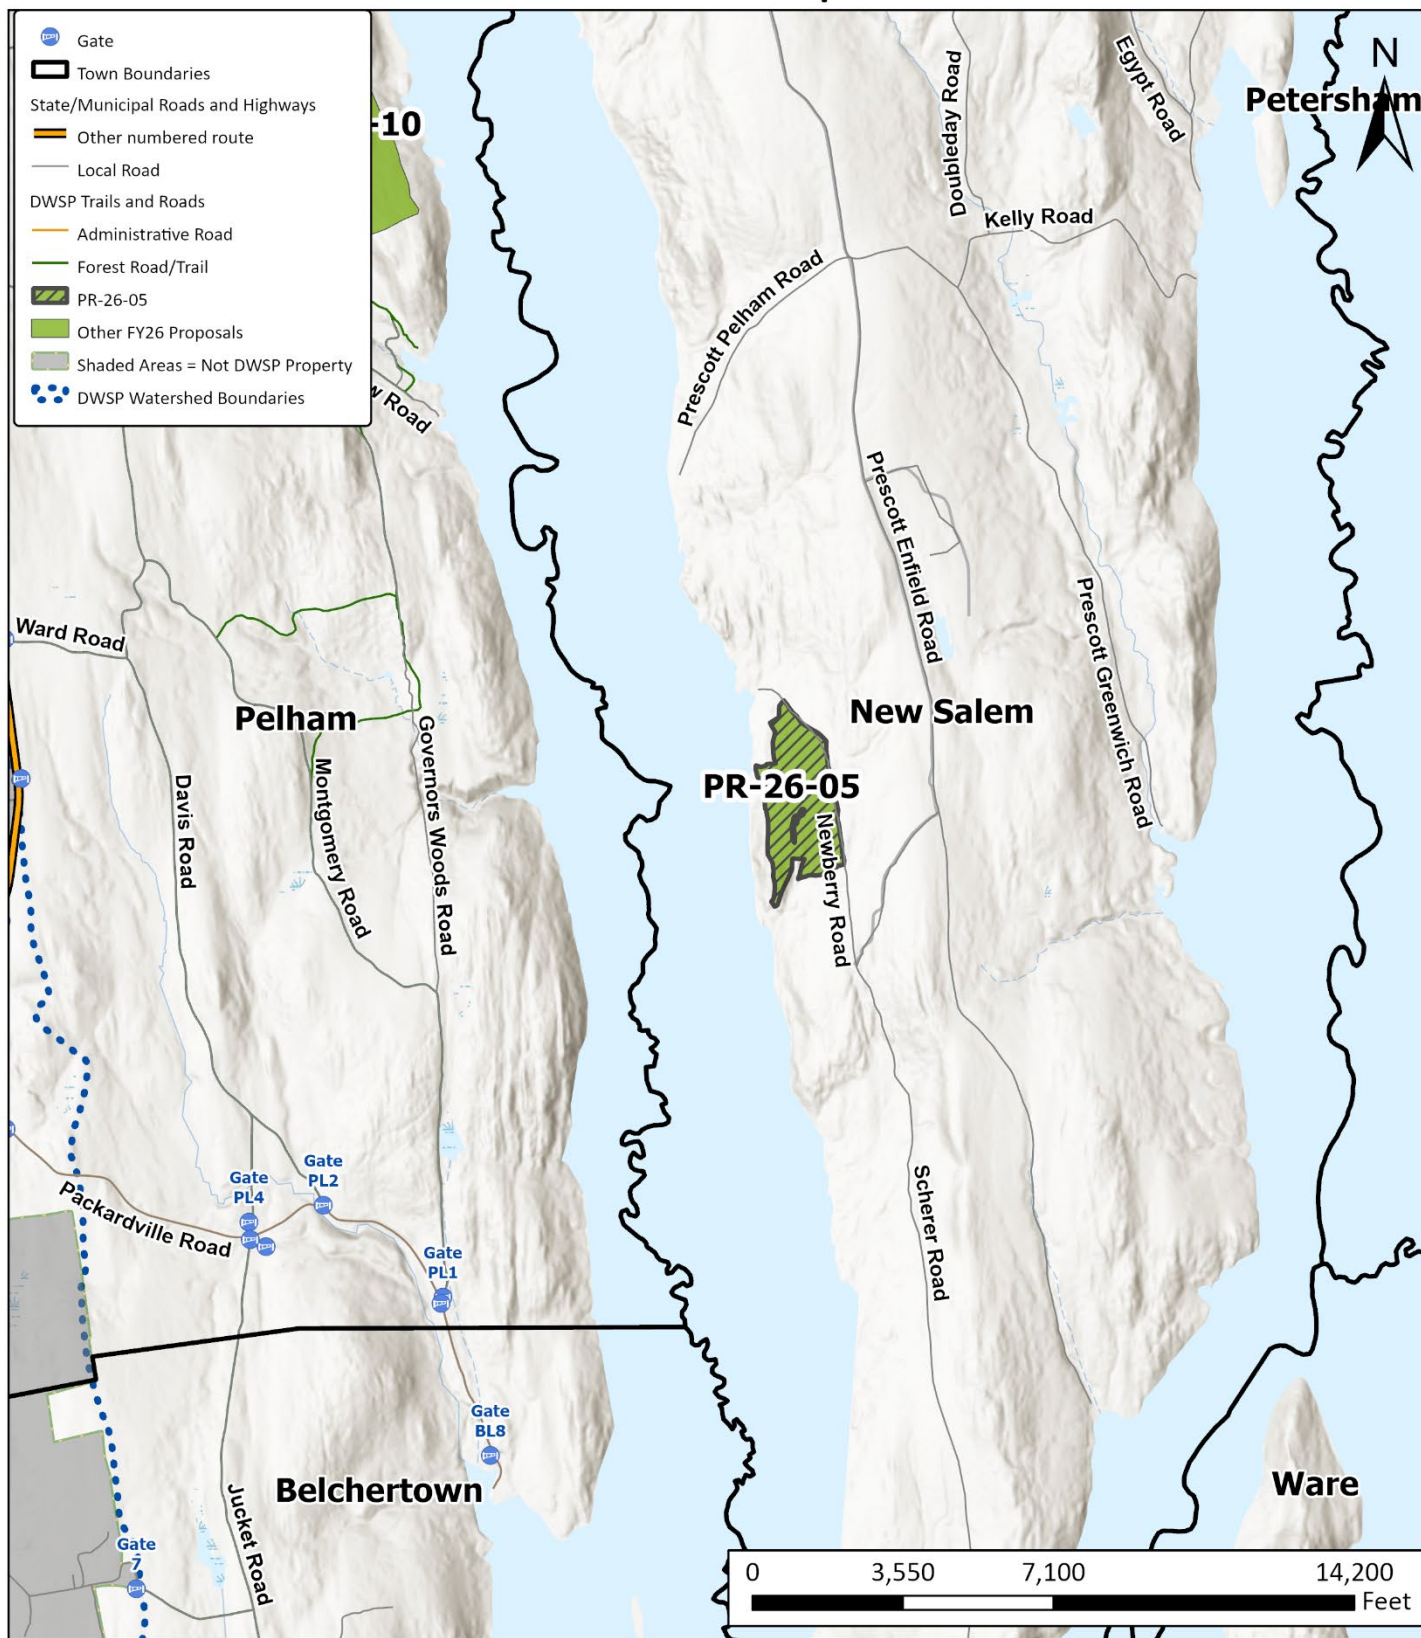 Gate
Town Boundaries
State/Municipal Roads and Highways
Other numbered route
Local Road
DWSP Trails and Roads
Administrative Road
Forest Road/Trail
PR-26-05
Other FY26 Proposals
Shaded Areas = Not DWSP Property
DWSP Watershed Boundaries
-10
w Road
Doubleday Road
Egypt Road
N
Petersham
Kelly Road
Prescott Pelham Road
Prescott Enfield Road
Prescott Greenwich Road
Ward Road
Pelham
New Salem
PR-26-05
Newberry Road
Davis Road
Montgomery Road
Governors Woods Road
Gate
PL4
Gate
PL2
Packardville Road
Gate
PL1
Scherer Road
Gate
BL8
Belchertown
Ware
Jucket Road
Gate
7
0 3,550 7,100 14,200
Feet